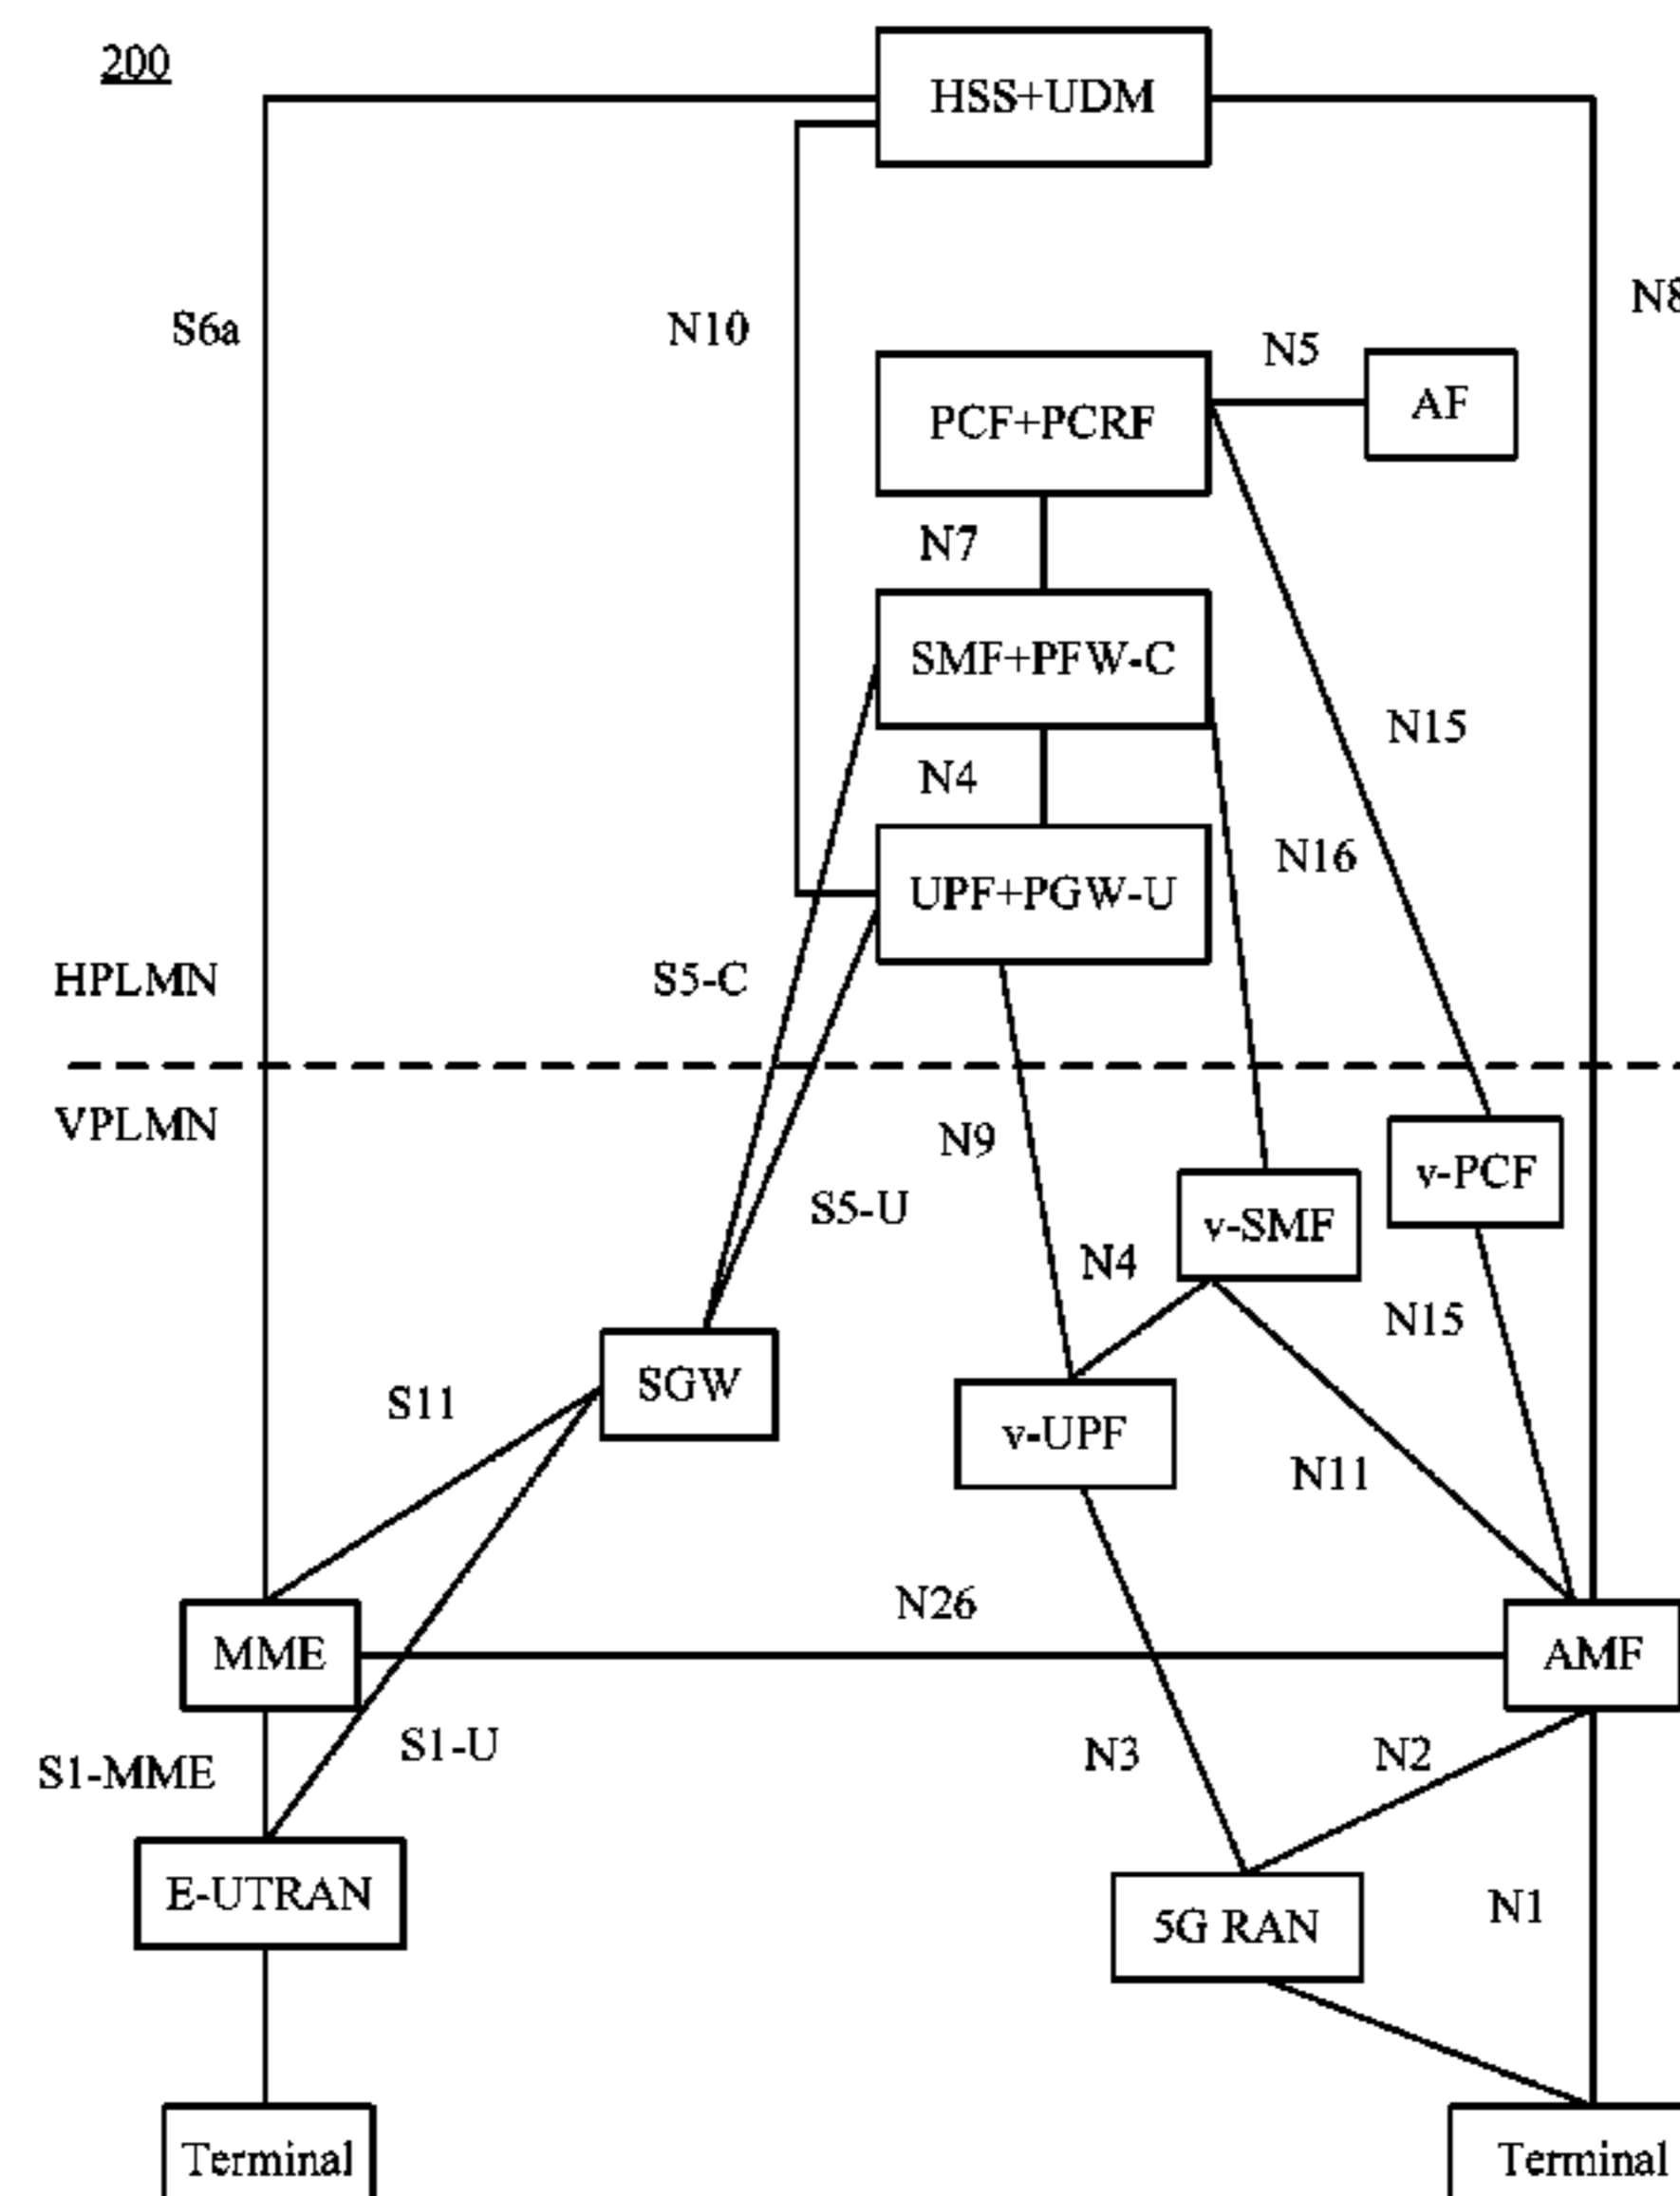 200
HSS+UDM
S6a
N10
N8
N5
PCF+PCRF
AF
N7
SMF+PFW-C
N15
N4
N16
UPF+PGW-U
HPLMN
S5-C
VPLMN
N9
v-PCF
S5-U
v-SMF
N4
N15
SGW
S11
v-UPF
N11
N26
MME
AMF
S1-U
N3
N2
S1-MME
E-UTRAN
5G RAN
N1
Terminal
Terminal